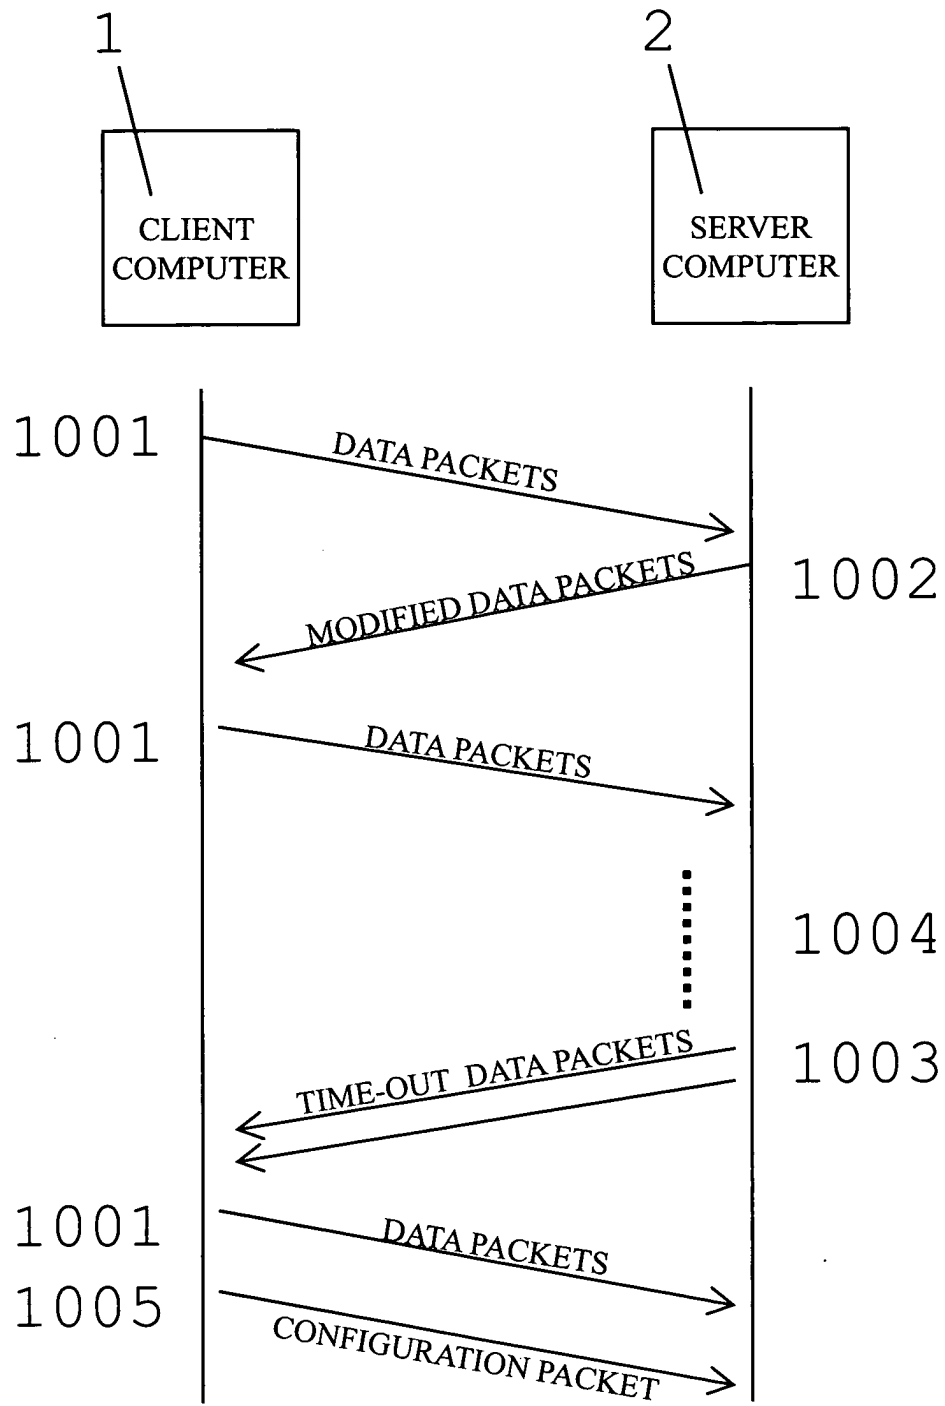 1
2
CLIENT
COMPUTER
SERVER
COMPUTER
1001
DATA PACKETS
MODIFIED DATA PACKETS
1002
1001
DATA PACKETS
1004
TIME-OUT DATA PACKETS
1003
1001
DATA PACKETS
1005
CONFIGURATION PACKET